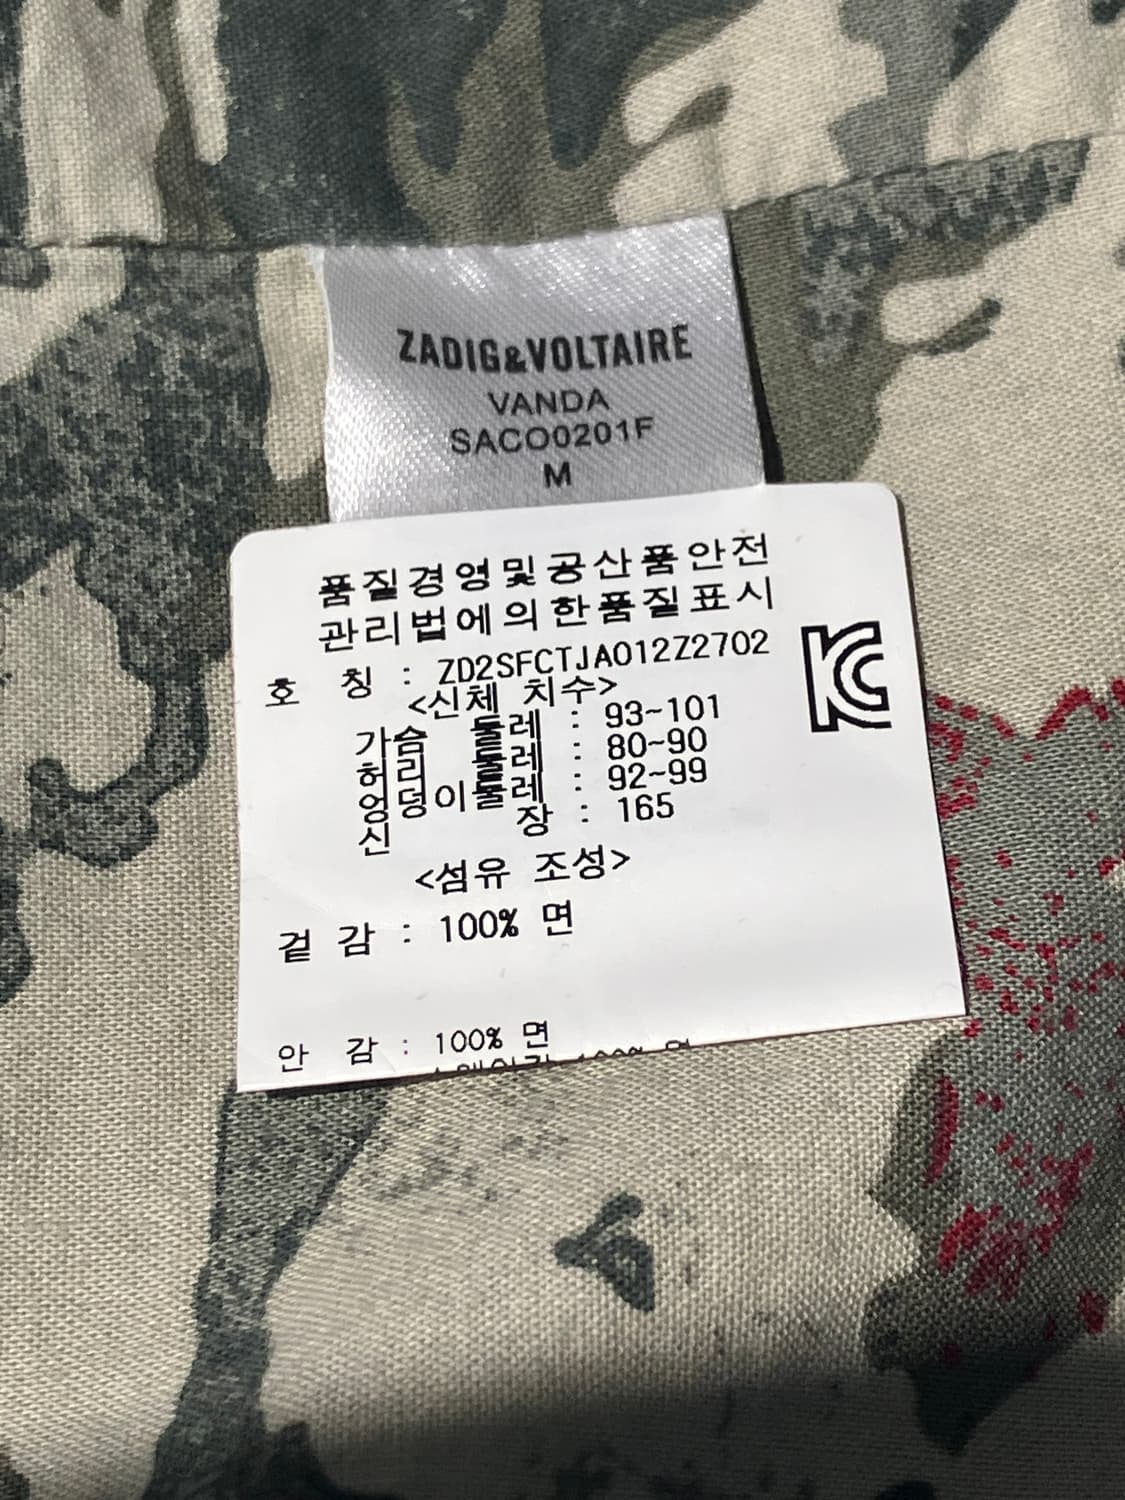 ZADIG&VOLTAIRE
VANDA
SACO0201F
M
품질경영및공산품안전
관리법에의한품질표시
호 칭 : ZD2SFCTJA012Z2702
<신체 치수>
가슴 둘레 : 93~101
허리 둘레 : 80~90
엉덩이둘레 : 92~99
신 장 : 165
<섬유 조성>
겉 감 : 100% 면
안 감 : 100% 면